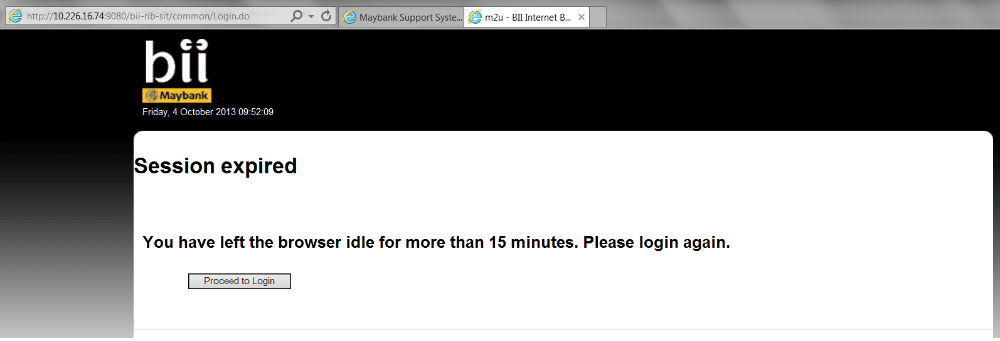 http://10.226.16.74:9080/bii-rib-sit/common/Login.do
Maybank Support Syste...
m2u - BII Internet B...
bii
Maybank
Friday, 4 October 2013 09:52:09
Session expired
You have left the browser idle for more than 15 minutes. Please login again.
Proceed to Login